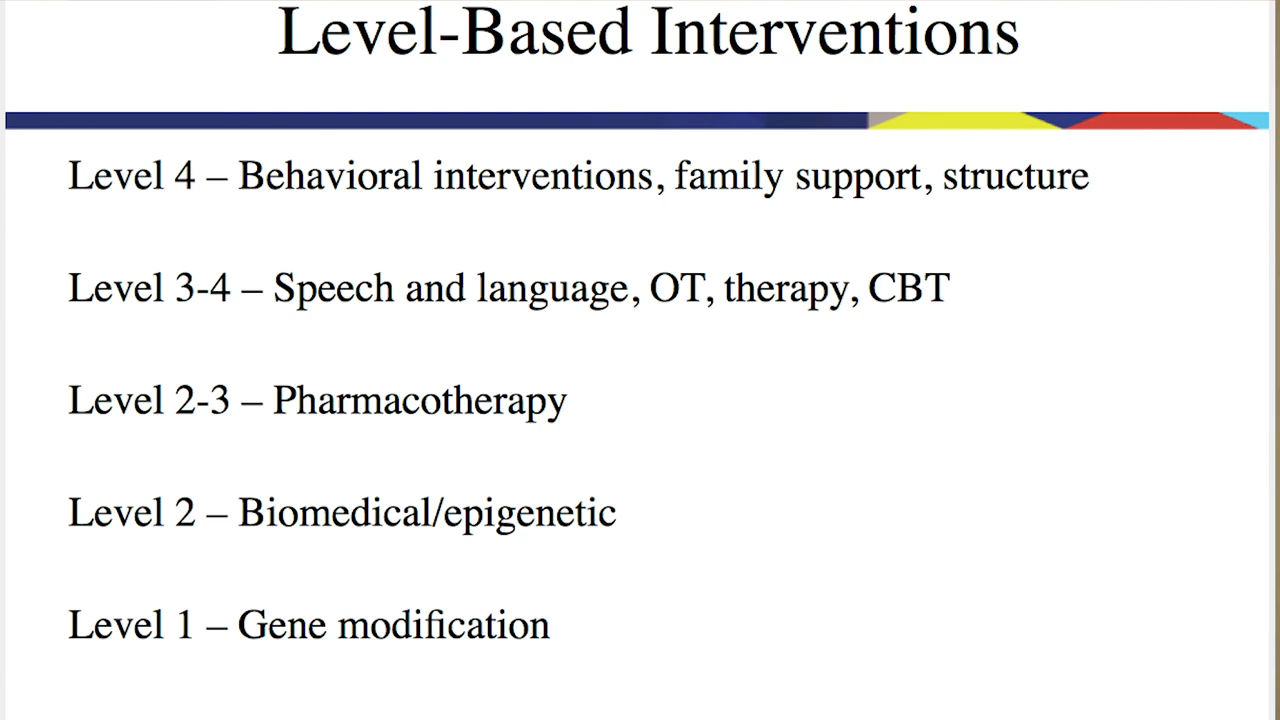 Level-Based Interventions
Level 4 – Behavioral interventions, family support, structure
Level 3-4 – Speech and language, OT, therapy, CBT
Level 2-3 – Pharmacotherapy
Level 2 – Biomedical/epigenetic
Level 1 – Gene modification